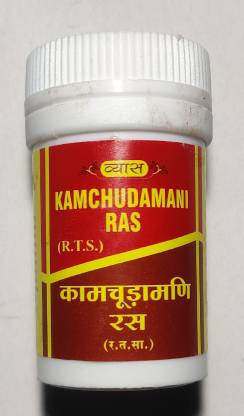 व्यास
KAMCHUDAMANI
RAS
(R.T.S.)
कामचूड़ामणि
रस
(र.त.सा.)